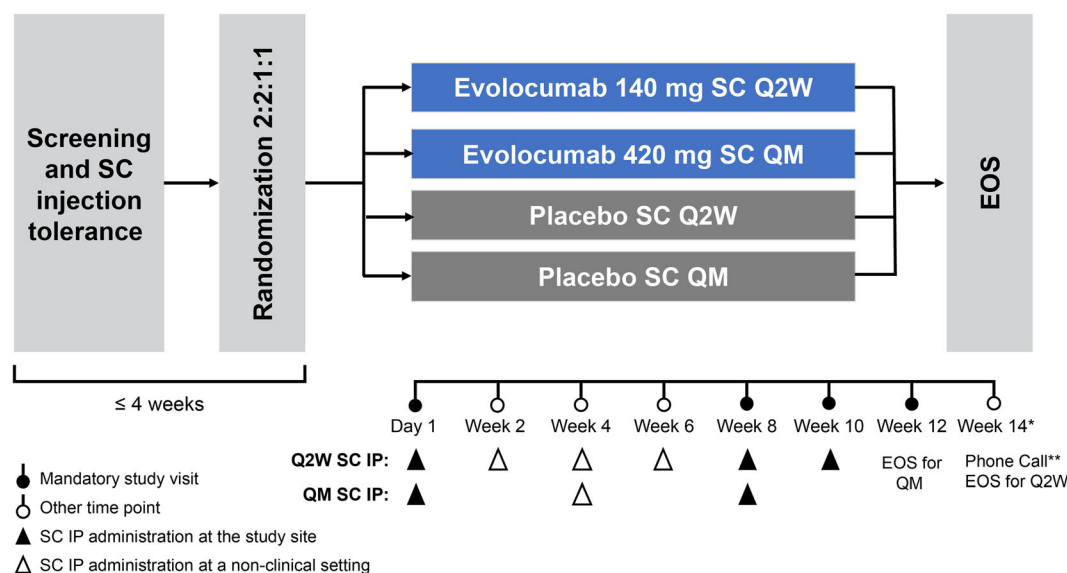 Screening
and SC
injection
tolerance
Randomization 2:2:1:1
Evolocumab 140 mg SC Q2W
Evolocumab 420 mg SC QM
Placebo SC Q2W
Placebo SC QM
EOS
≤ 4 weeks
Day 1 Week 2 Week 4 Week 6 Week 8 Week 10 Week 12 Week 14*
Q2W SC IP:
QM SC IP:
EOS for
QM
Phone Call**
EOS for Q2W
Mandatory study visit
Other time point
SC IP administration at the study site
SC IP administration at a non-clinical setting